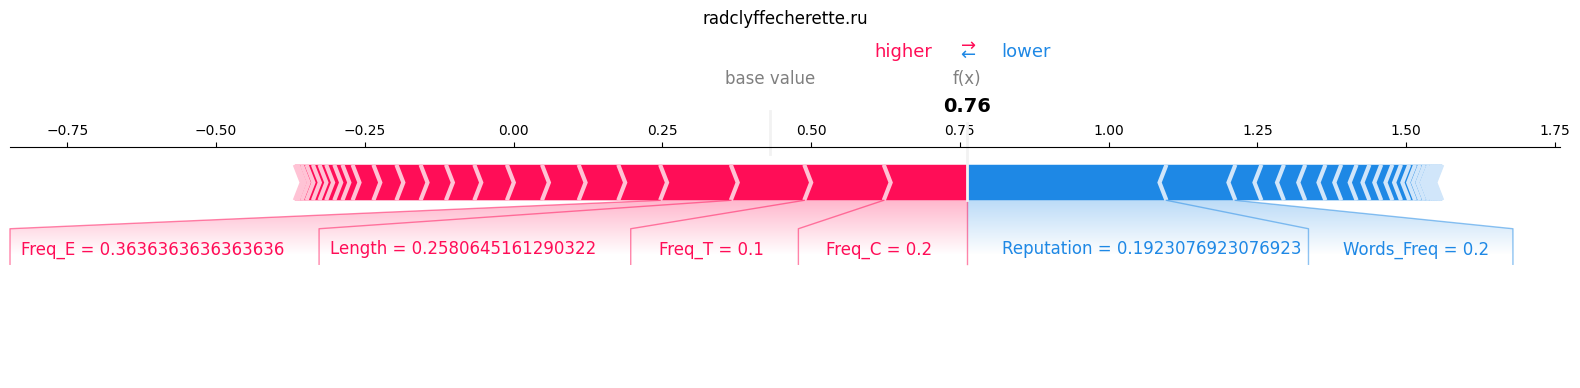 radclyffecherette.ru
higher ⇄ lower
base value f(x)
0.76
−0.75 −0.50 −0.25 0.00 0.25 0.50 0.75 1.00 1.25 1.50 1.75
Freq_E = 0.3636363636363636 Length = 0.2580645161290322 Freq_T = 0.1 Freq_C = 0.2 Reputation = 0.1923076923076923 Words_Freq = 0.2